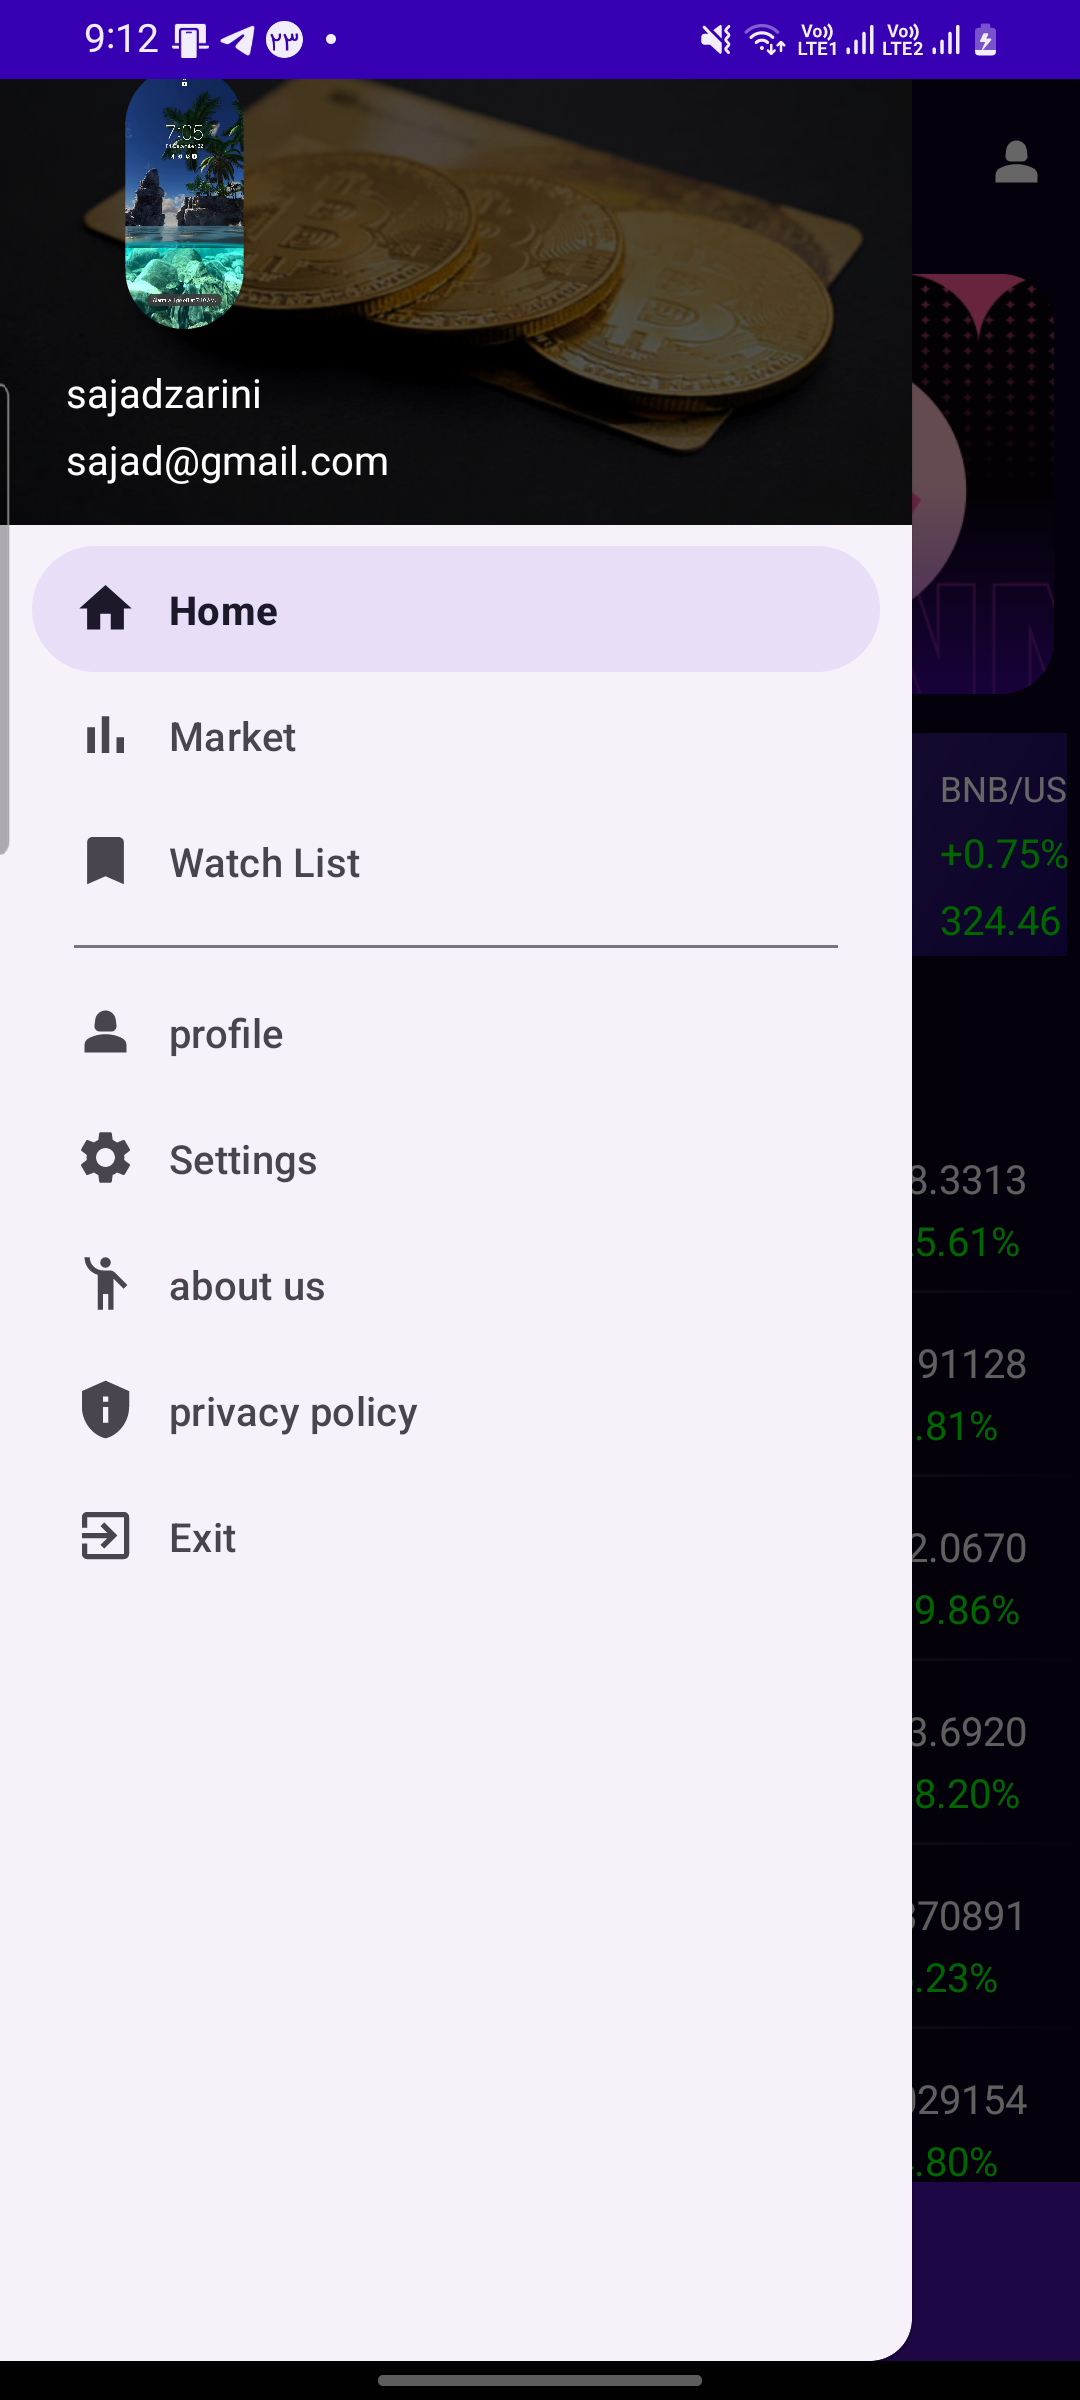 9:12
۲۳
Vo)) LTE1
Vo)) LTE2
7:05
sajadzarini
sajad@gmail.com
Home
Market
Watch List
profile
Settings
about us
privacy policy
Exit
BNB/US
+0.75%
324.46
8.3313
5.61%
91128
.81%
2.0670
9.86%
3.6920
8.20%
70891
.23%
29154
.80%